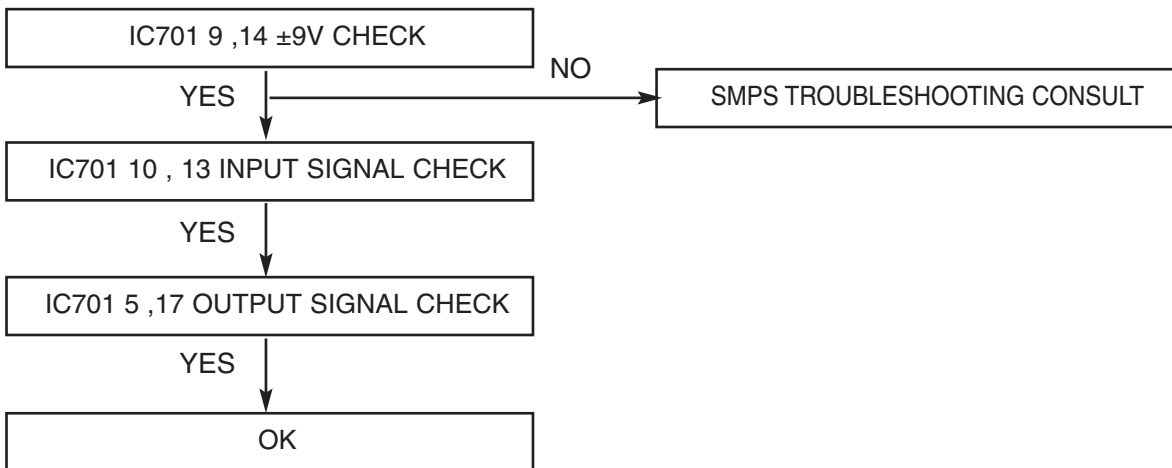 IC701 9 ,14 ±9V CHECK
NO
YES
SMPS TROUBLESHOOTING CONSULT
IC701 10 , 13 INPUT SIGNAL CHECK
YES
IC701 5 ,17 OUTPUT SIGNAL CHECK
YES
OK